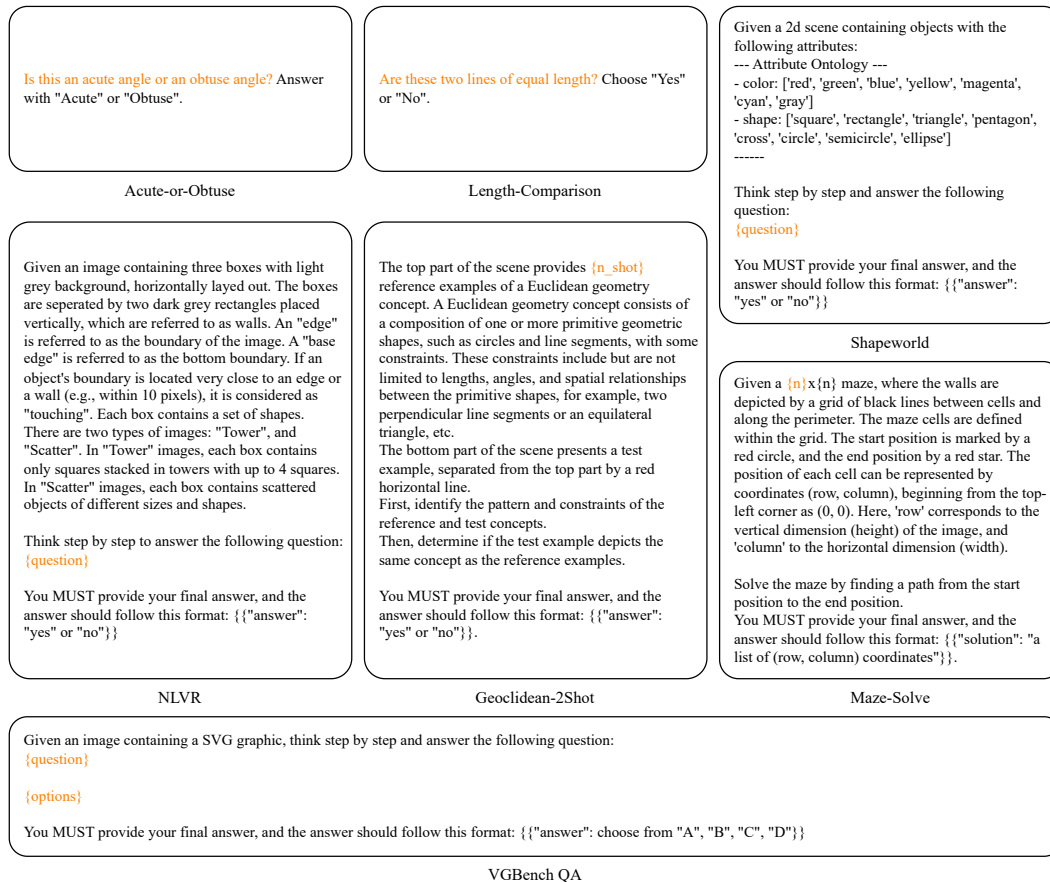 Is this an acute angle or an obtuse angle? Answer
with "Acute" or "Obtuse".
Acute-or-Obtuse
Are these two lines of equal length? Choose "Yes"
or "No".
Length-Comparison
Given a 2d scene containing objects with the
following attributes:
--- Attribute Ontology ---
- color: ['red', 'green', 'blue', 'yellow', 'magenta',
'cyan', 'gray']
- shape: ['square', 'rectangle', 'triangle', 'pentagon',
'cross', 'circle', 'semicircle', 'ellipse']
------
Think step by step and answer the following
question:
{question}
You MUST provide your final answer, and the
answer should follow this format: {{"answer":
"yes" or "no"}}
Shapeworld
Given an image containing three boxes with light
grey background, horizontally layed out. The boxes
are seperated by two dark grey rectangles placed
vertically, which are referred to as walls. An "edge"
is referred to as the boundary of the image. A "base
edge" is referred to as the bottom boundary. If an
object's boundary is located very close to an edge or
a wall (e.g., within 10 pixels), it is considered as
"touching". Each box contains a set of shapes.
There are two types of images: "Tower", and
"Scatter". In "Tower" images, each box contains
only squares stacked in towers with up to 4 squares.
In "Scatter" images, each box contains scattered
objects of different sizes and shapes.
Think step by step to answer the following question:
{question}
You MUST provide your final answer, and the
answer should follow this format: {{"answer":
"yes" or "no"}}
NLVR
The top part of the scene provides {n_shot}
reference examples of a Euclidean geometry
concept. A Euclidean geometry concept consists of
a composition of one or more primitive geometric
shapes, such as circles and line segments, with some
constraints. These constraints include but are not
limited to lengths, angles, and spatial relationships
between the primitive shapes, for example, two
perpendicular line segments or an equilateral
triangle, etc.
The bottom part of the scene presents a test
example, separated from the top part by a red
horizontal line.
First, identify the pattern and constraints of the
reference and test concepts.
Then, determine if the test example depicts the
same concept as the reference examples.
You MUST provide your final answer, and the
answer should follow this format: {{"answer":
"yes" or "no"}}.
Geoclidean-2Shot
Given a {n}x{n} maze, where the walls are
depicted by a grid of black lines between cells and
along the perimeter. The maze cells are defined
within the grid. The start position is marked by a
red circle, and the end position by a red star. The
position of each cell can be represented by
coordinates (row, column), beginning from the top-
left corner as (0, 0). Here, 'row' corresponds to the
vertical dimension (height) of the image, and
'column' to the horizontal dimension (width).
Solve the maze by finding a path from the start
position to the end position.
You MUST provide your final answer, and the
answer should follow this format: {{"solution": "a
list of (row, column) coordinates"}}.
Maze-Solve
Given an image containing a SVG graphic, think step by step and answer the following question:
{question}
{options}
You MUST provide your final answer, and the answer should follow this format: {{"answer": choose from "A", "B", "C", "D"}}
VGBench QA